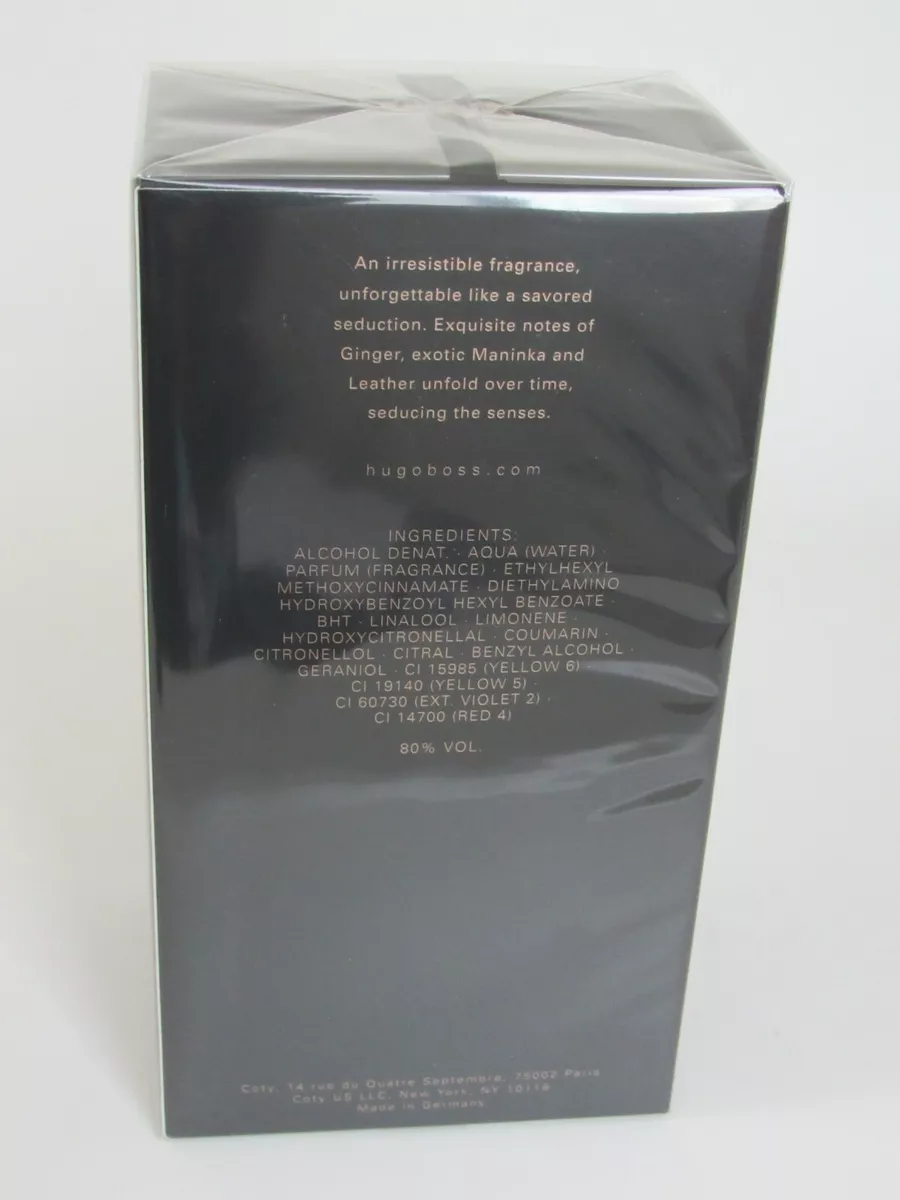 An irresistible fragrance,
unforgettable like a savored
seduction. Exquisite notes of
Ginger, exotic Maninka and
Leather unfold over time,
seducing the senses.
hugoboss.com
INGREDIENTS:
ALCOHOL DENAT. · AQUA (WATER) ·
PARFUM (FRAGRANCE) · ETHYLHEXYL
METHOXYCINNAMATE · DIETHYLAMINO
HYDROXYBENZOYL HEXYL BENZOATE ·
BHT · LINALOOL · LIMONENE ·
HYDROXYCITRONELLAL · COUMARIN ·
CITRONELLOL · CITRAL · BENZYL ALCOHOL ·
GERANIOL · CI 15985 (YELLOW 6) ·
CI 19140 (YELLOW 5) ·
CI 60730 (EXT. VIOLET 2) ·
CI 14700 (RED 4)
80% VOL.
Coty, 14 rue du Quatre Septembre, 75002 Paris
Coty US LLC, New York, NY 10118
Made in Germany